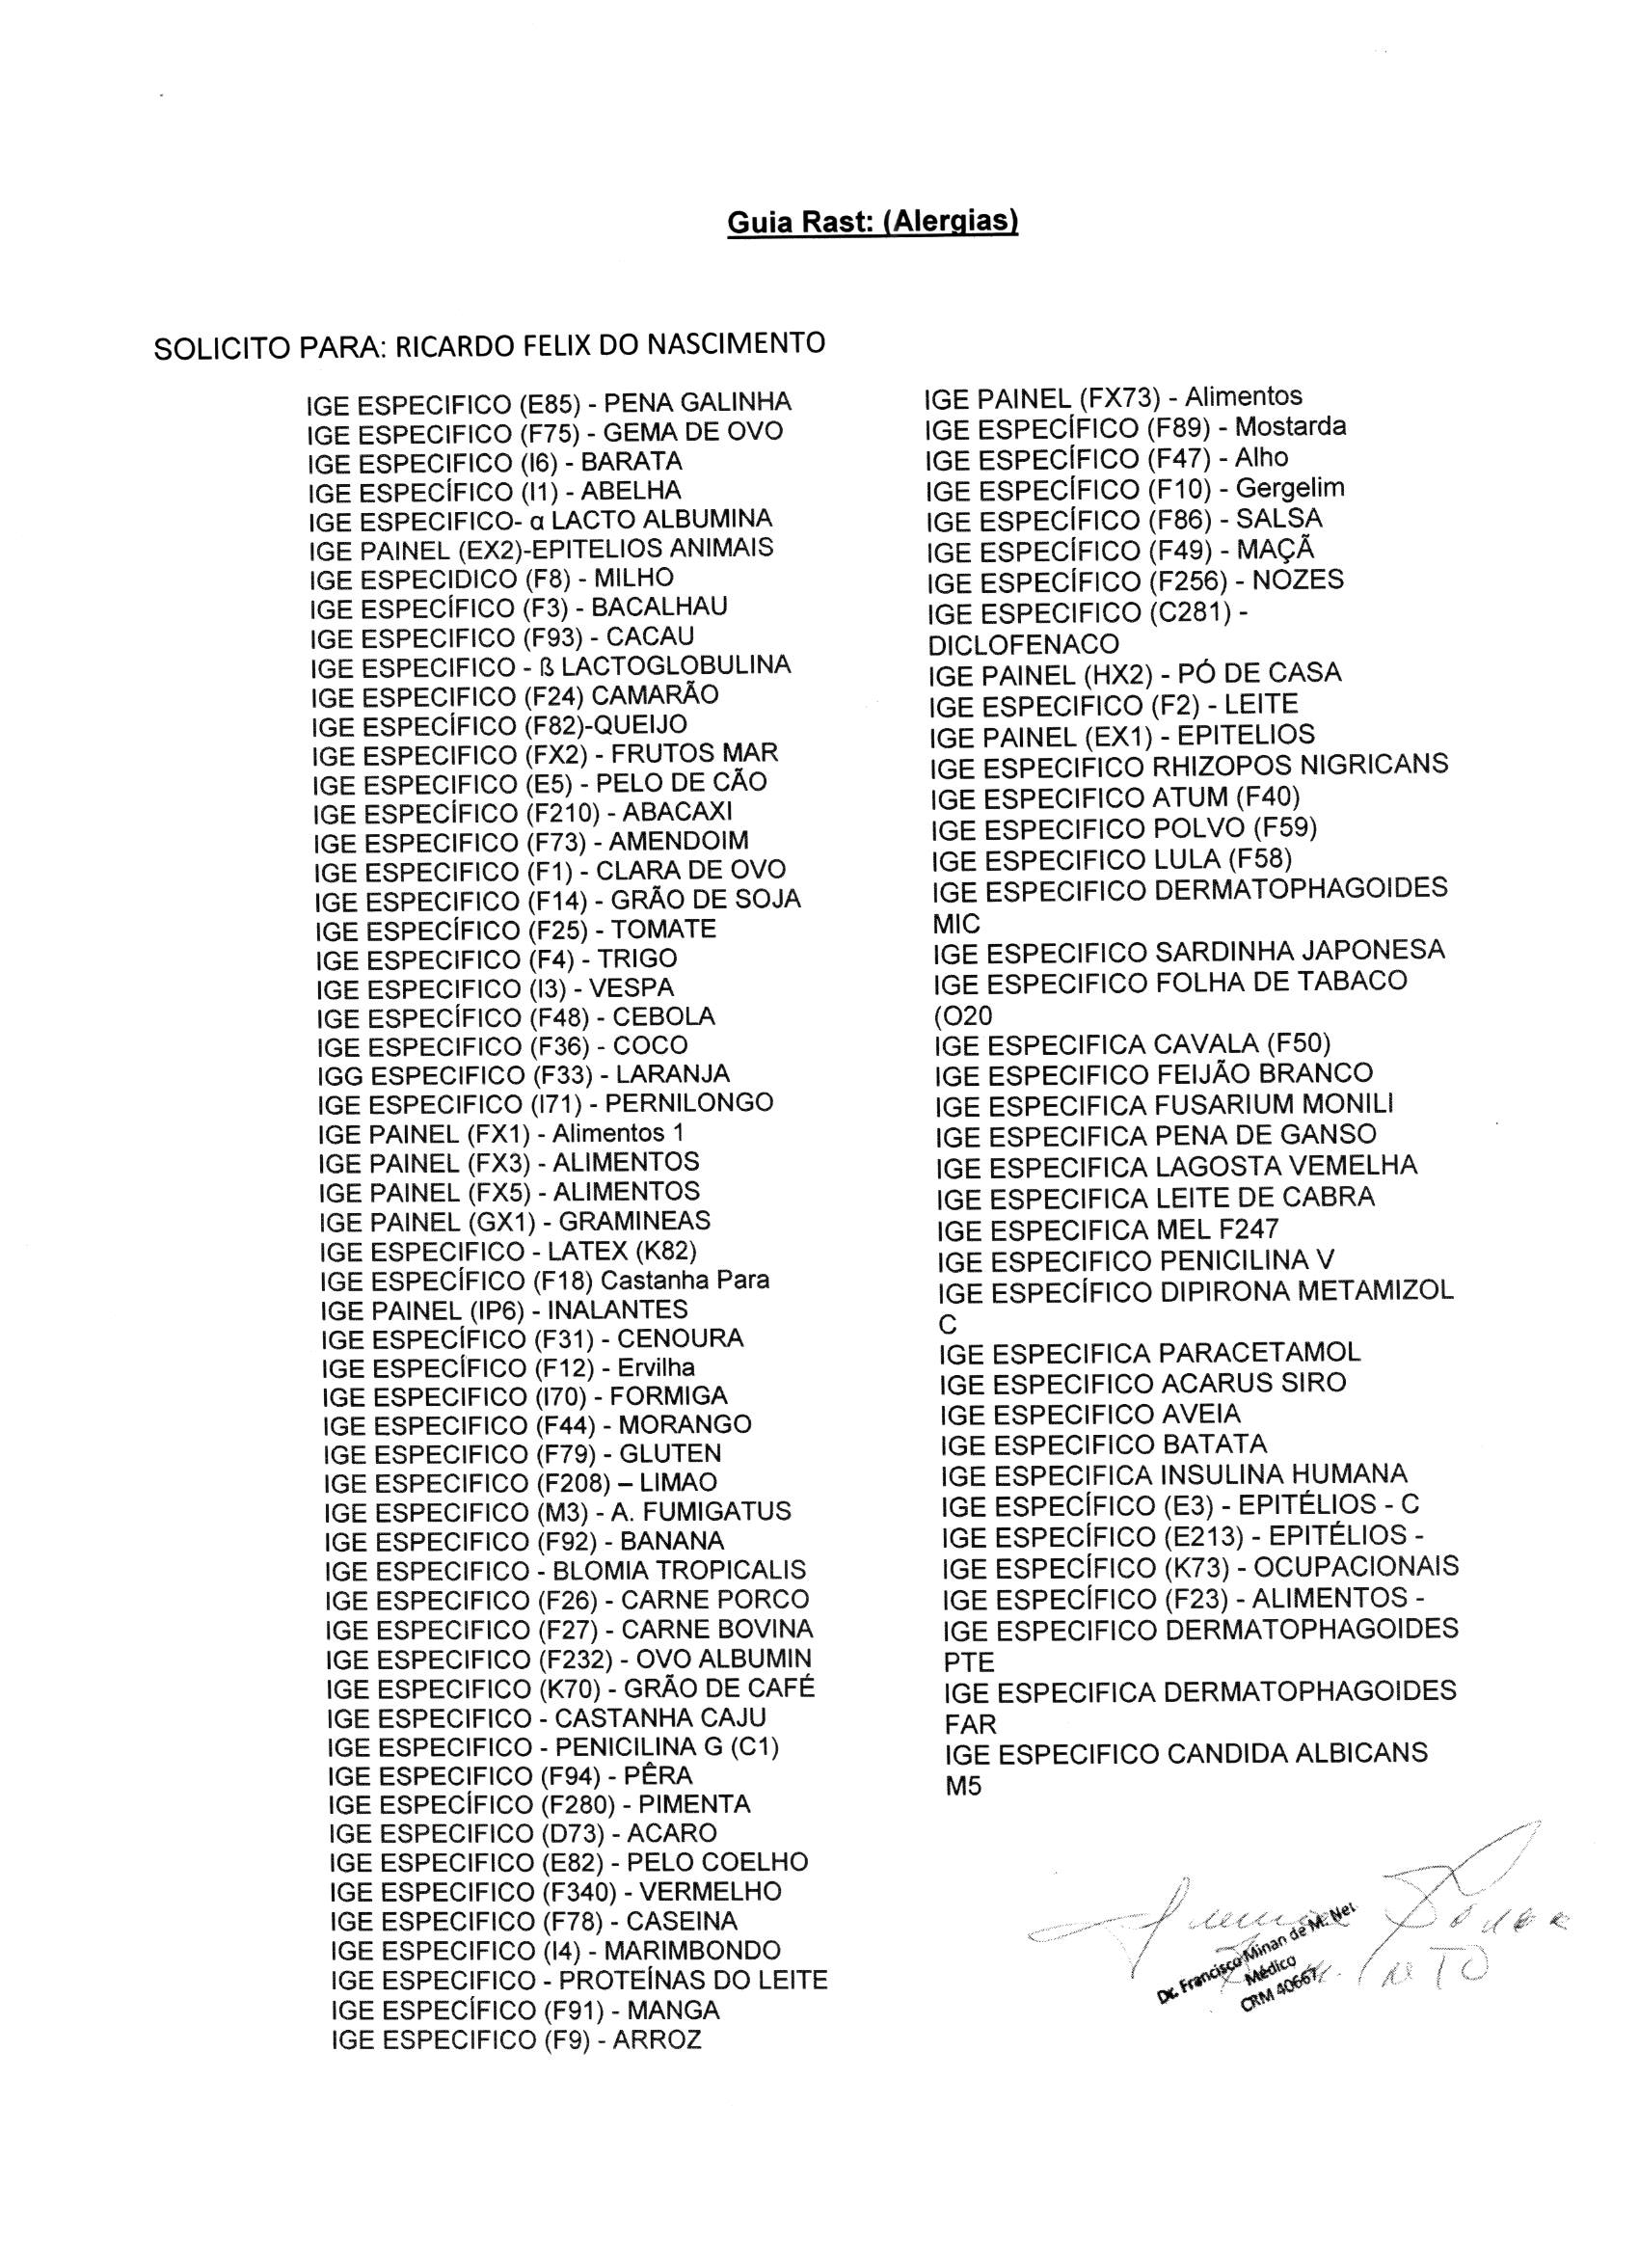 Guia Rast: (Alergias)
SOLICITO PARA: RICARDO FELIX DO NASCIMENTO
IGE ESPECIFICO (E85) - PENA GALINHA
IGE ESPECIFICO (F75) - GEMA DE OVO
IGE ESPECIFICO (I6) - BARATA
IGE ESPECÍFICO (I1) - ABELHA
IGE ESPECIFICO- α LACTO ALBUMINA
IGE PAINEL (EX2)-EPITELIOS ANIMAIS
IGE ESPECIDICO (F8) - MILHO
IGE ESPECÍFICO (F3) - BACALHAU
IGE ESPECIFICO (F93) - CACAU
IGE ESPECIFICO - ß LACTOGLOBULINA
IGE ESPECIFICO (F24) CAMARÃO
IGE ESPECÍFICO (F82)-QUEIJO
IGE ESPECIFICO (FX2) - FRUTOS MAR
IGE ESPECIFICO (E5) - PELO DE CÃO
IGE ESPECÍFICO (F210) - ABACAXI
IGE ESPECIFICO (F73) - AMENDOIM
IGE ESPECIFICO (F1) - CLARA DE OVO
IGE ESPECIFICO (F14) - GRÃO DE SOJA
IGE ESPECÍFICO (F25) - TOMATE
IGE ESPECIFICO (F4) - TRIGO
IGE ESPECIFICO (I3) - VESPA
IGE ESPECÍFICO (F48) - CEBOLA
IGE ESPECIFICO (F36) - COCO
IGG ESPECIFICO (F33) - LARANJA
IGE ESPECIFICO (I71) - PERNILONGO
IGE PAINEL (FX1) - Alimentos 1
IGE PAINEL (FX3) - ALIMENTOS
IGE PAINEL (FX5) - ALIMENTOS
IGE PAINEL (GX1) - GRAMINEAS
IGE ESPECIFICO - LATEX (K82)
IGE ESPECÍFICO (F18) Castanha Para
IGE PAINEL (IP6) - INALANTES
IGE ESPECÍFICO (F31) - CENOURA
IGE ESPECÍFICO (F12) - Ervilha
IGE ESPECIFICO (I70) - FORMIGA
IGE ESPECIFICO (F44) - MORANGO
IGE ESPECIFICO (F79) - GLUTEN
IGE ESPECIFICO (F208) – LIMAO
IGE ESPECIFICO (M3) - A. FUMIGATUS
IGE ESPECIFICO (F92) - BANANA
IGE ESPECIFICO - BLOMIA TROPICALIS
IGE ESPECIFICO (F26) - CARNE PORCO
IGE ESPECIFICO (F27) - CARNE BOVINA
IGE ESPECIFICO (F232) - OVO ALBUMIN
IGE ESPECIFICO (K70) - GRÃO DE CAFÉ
IGE ESPECIFICO - CASTANHA CAJU
IGE ESPECIFICO - PENICILINA G (C1)
IGE ESPECIFICO (F94) - PÊRA
IGE ESPECÍFICO (F280) - PIMENTA
IGE ESPECIFICO (D73) - ACARO
IGE ESPECIFICO (E82) - PELO COELHO
IGE ESPECIFICO (F340) - VERMELHO
IGE ESPECIFICO (F78) - CASEINA
IGE ESPECIFICO (I4) - MARIMBONDO
IGE ESPECIFICO - PROTEÍNAS DO LEITE
IGE ESPECÍFICO (F91) - MANGA
IGE ESPECIFICO (F9) - ARROZ
IGE PAINEL (FX73) - Alimentos
IGE ESPECÍFICO (F89) - Mostarda
IGE ESPECÍFICO (F47) - Alho
IGE ESPECÍFICO (F10) - Gergelim
IGE ESPECÍFICO (F86) - SALSA
IGE ESPECÍFICO (F49) - MAÇÃ
IGE ESPECÍFICO (F256) - NOZES
IGE ESPECIFICO (C281) -
DICLOFENACO
IGE PAINEL (HX2) - PÓ DE CASA
IGE ESPECIFICO (F2) - LEITE
IGE PAINEL (EX1) - EPITELIOS
IGE ESPECIFICO RHIZOPOS NIGRICANS
IGE ESPECIFICO ATUM (F40)
IGE ESPECIFICO POLVO (F59)
IGE ESPECIFICO LULA (F58)
IGE ESPECIFICO DERMATOPHAGOIDES
MIC
IGE ESPECIFICO SARDINHA JAPONESA
IGE ESPECIFICO FOLHA DE TABACO
(O20
IGE ESPECIFICA CAVALA (F50)
IGE ESPECIFICO FEIJÃO BRANCO
IGE ESPECIFICA FUSARIUM MONILI
IGE ESPECIFICA PENA DE GANSO
IGE ESPECIFICA LAGOSTA VEMELHA
IGE ESPECIFICA LEITE DE CABRA
IGE ESPECIFICA MEL F247
IGE ESPECIFICO PENICILINA V
IGE ESPECÍFICO DIPIRONA METAMIZOL
C
IGE ESPECIFICA PARACETAMOL
IGE ESPECIFICO ACARUS SIRO
IGE ESPECIFICO AVEIA
IGE ESPECIFICO BATATA
IGE ESPECIFICA INSULINA HUMANA
IGE ESPECÍFICO (E3) - EPITÉLIOS - C
IGE ESPECÍFICO (E213) - EPITÉLIOS -
IGE ESPECÍFICO (K73) - OCUPACIONAIS
IGE ESPECÍFICO (F23) - ALIMENTOS -
IGE ESPECIFICO DERMATOPHAGOIDES
PTE
IGE ESPECIFICA DERMATOPHAGOIDES
FAR
IGE ESPECIFICO CANDIDA ALBICANS
M5
Dr. Francisco Minan de M. Net
Médico
CRM 40667